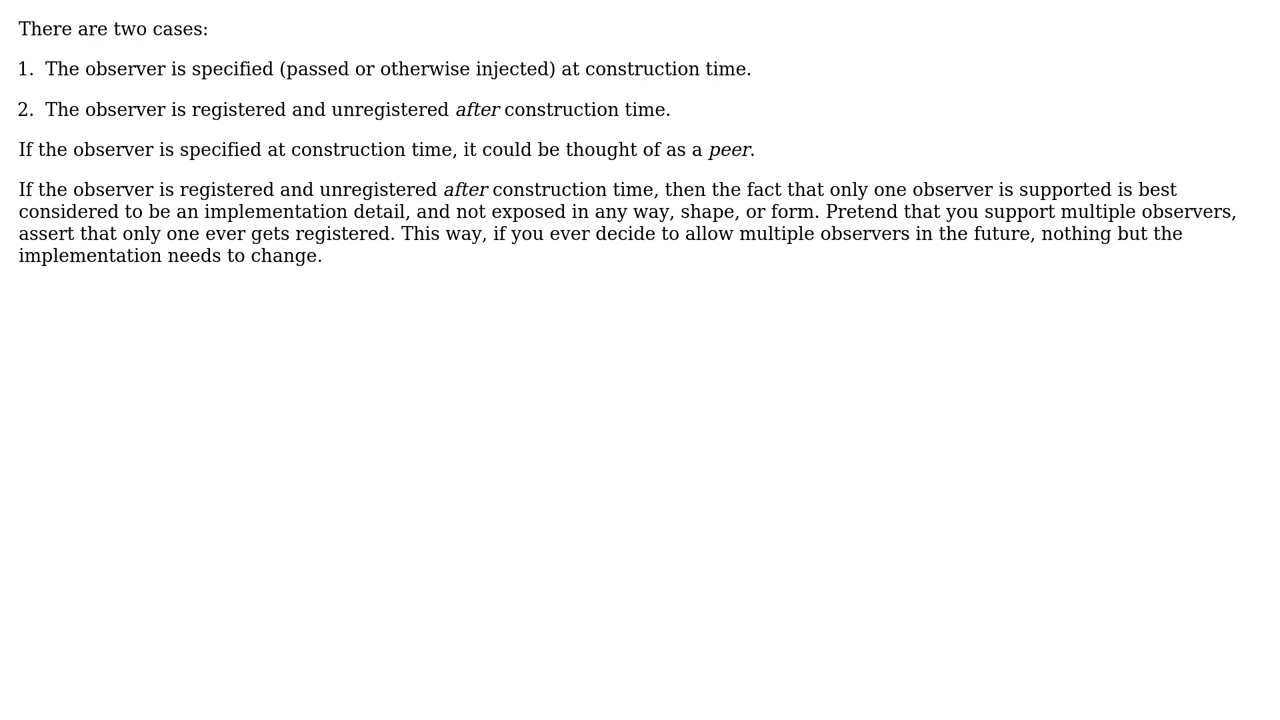 There are two cases:
1. The observer is specified (passed or otherwise injected) at construction time.
2. The observer is registered and unregistered after construction time.
If the observer is specified at construction time, it could be thought of as a peer.
If the observer is registered and unregistered after construction time, then the fact that only one observer is supported is best
considered to be an implementation detail, and not exposed in any way, shape, or form. Pretend that you support multiple observers,
assert that only one ever gets registered. This way, if you ever decide to allow multiple observers in the future, nothing but the
implementation needs to change.